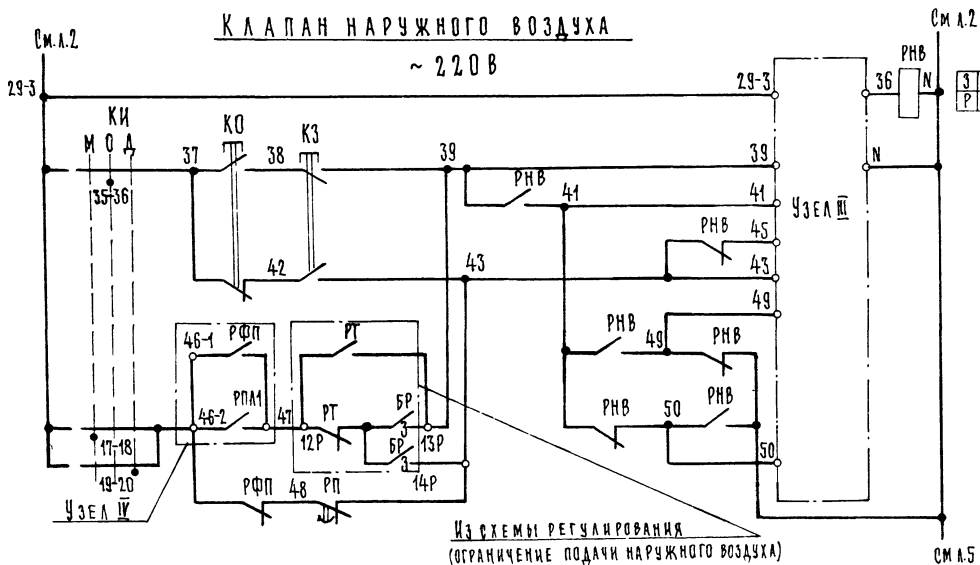 Клапан наружного воздуха
~ 220В
См.л.2
См л.2
29-3
29-3
36
РНВ
N
З
Р
КИ
М О Д
КО
КЗ
37
38
39
39
N
35-36
РНВ
41
41
Узел III
45
РНВ
42
43
43
49
46-1
РФП
РТ
РНВ
49
РНВ
46-2
РПЛ1
47
12Р
РТ
БР
З
13Р
РНВ
50
РНВ
17-18
БР
З
50
19-20
14Р
Узел IV
РФП
48
РП
Из схемы регулирования
(ограничение подачи наружного воздуха)
см л.5